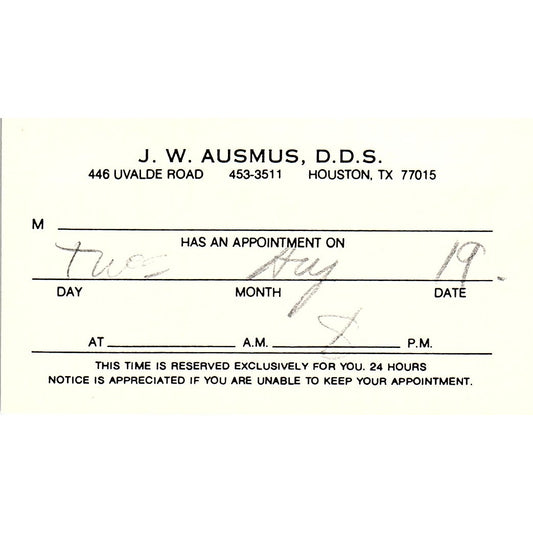 J. W. AUSMUS, D.D.S.
446 UVALDE ROAD 453-3511 HOUSTON, TX 77015
M
HAS AN APPOINTMENT ON
Tues Aug 19
DAY MONTH DATE
8
AT A.M. P.M.
THIS TIME IS RESERVED EXCLUSIVELY FOR YOU. 24 HOURS
NOTICE IS APPRECIATED IF YOU ARE UNABLE TO KEEP YOUR APPOINTMENT.